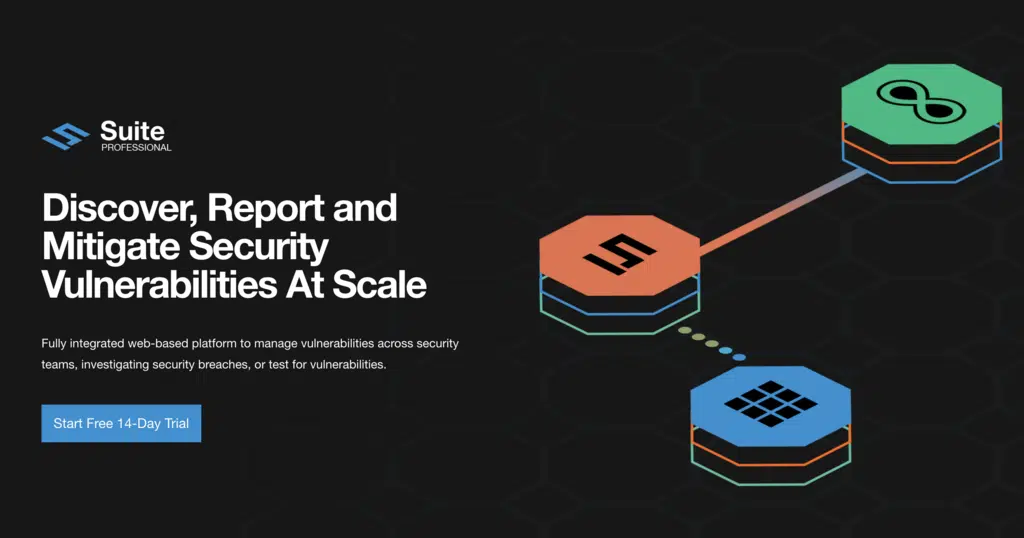 Suite
PROFESSIONAL
Discover, Report and
Mitigate Security
Vulnerabilities At Scale
Fully integrated web-based platform to manage vulnerabilities across security
teams, investigating security breaches, or test for vulnerabilities.
Start Free 14-Day Trial